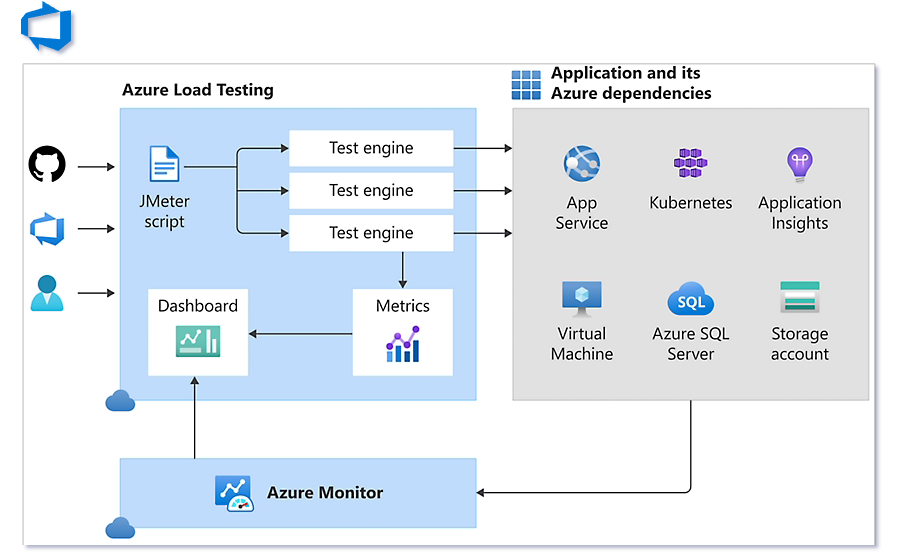 Azure Load Testing
Application and its
Azure dependencies
Test engine
Test engine
Test engine
JMeter
script
App
Service
Kubernetes
Application
Insights
Dashboard
Metrics
Virtual
Machine
SQL
Azure SQL
Server
Storage
account
Azure Monitor